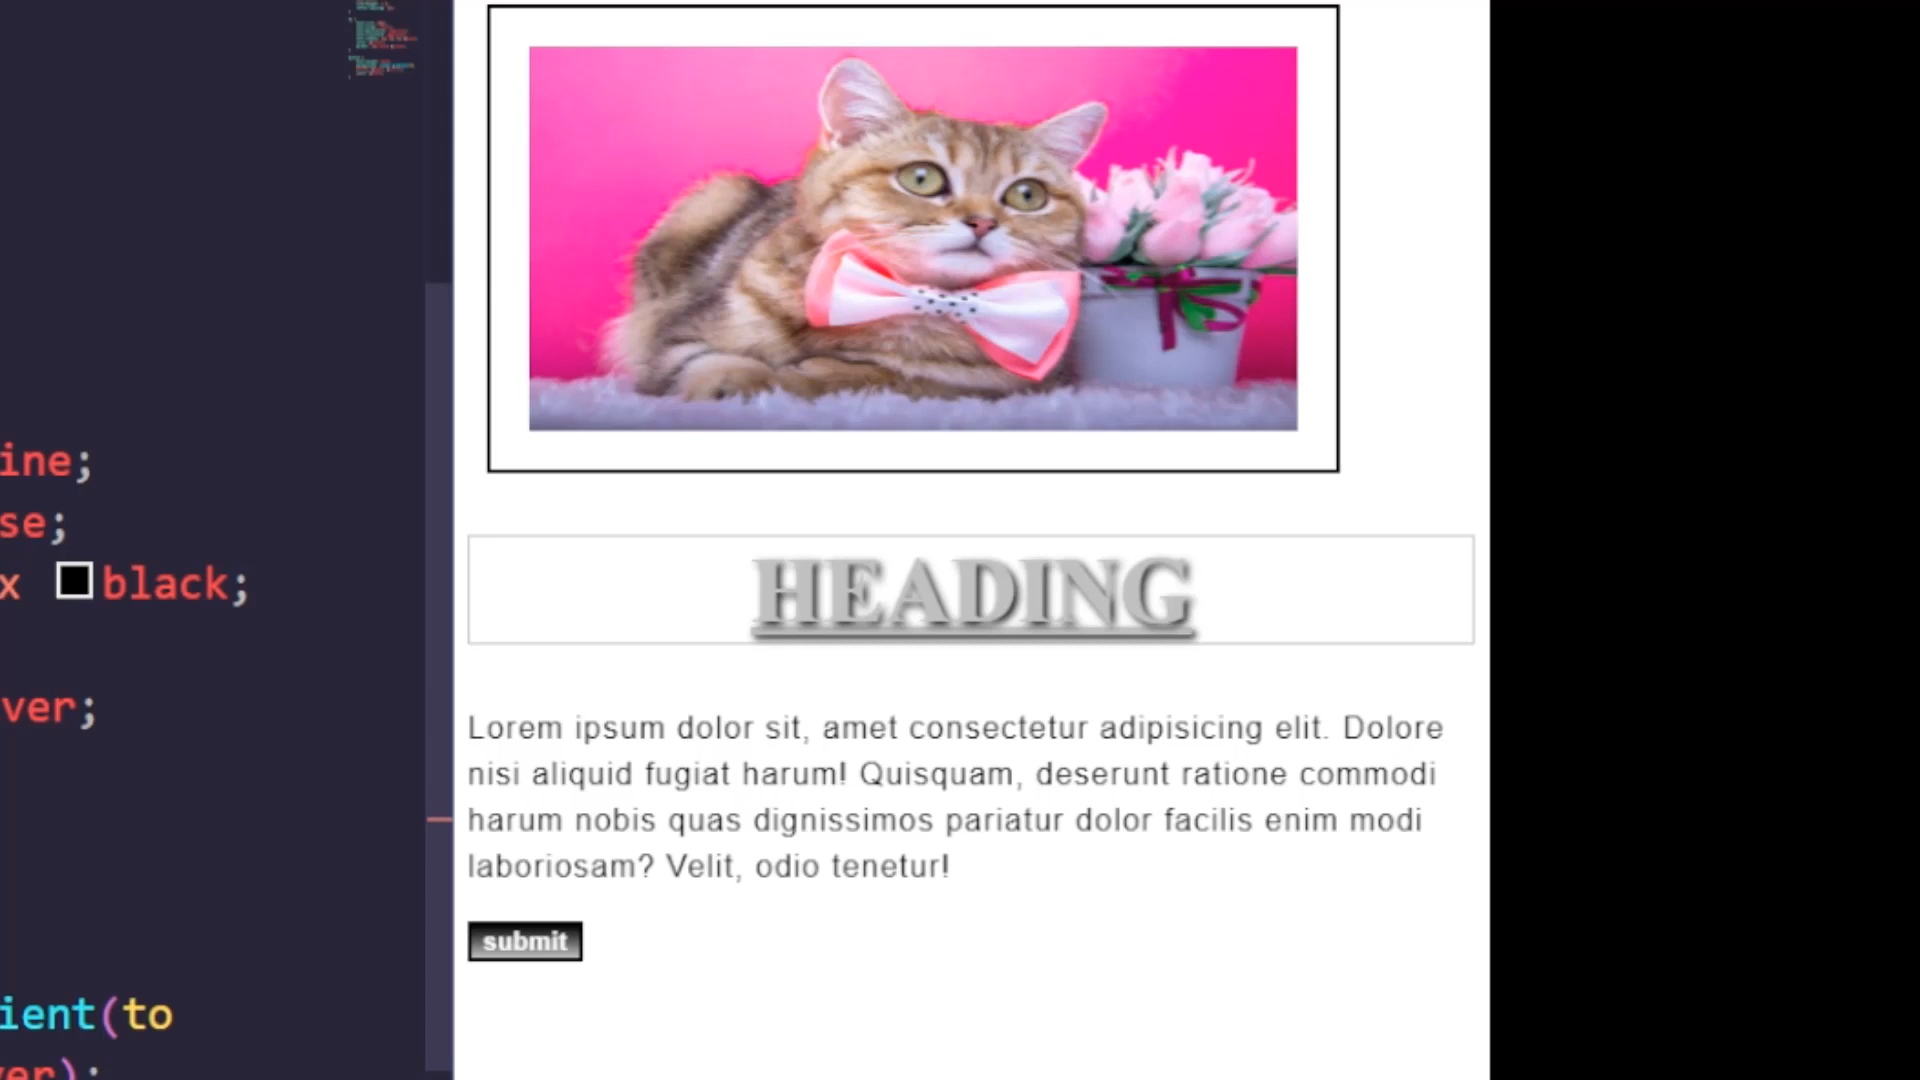 ine;
se;
x black;
ver;
ient(to
ver);
HEADING
Lorem ipsum dolor sit, amet consectetur adipisicing elit. Dolore
nisi aliquid fugiat harum! Quisquam, deserunt ratione commodi
harum nobis quas dignissimos pariatur dolor facilis enim modi
laboriosam? Velit, odio tenetur!
submit